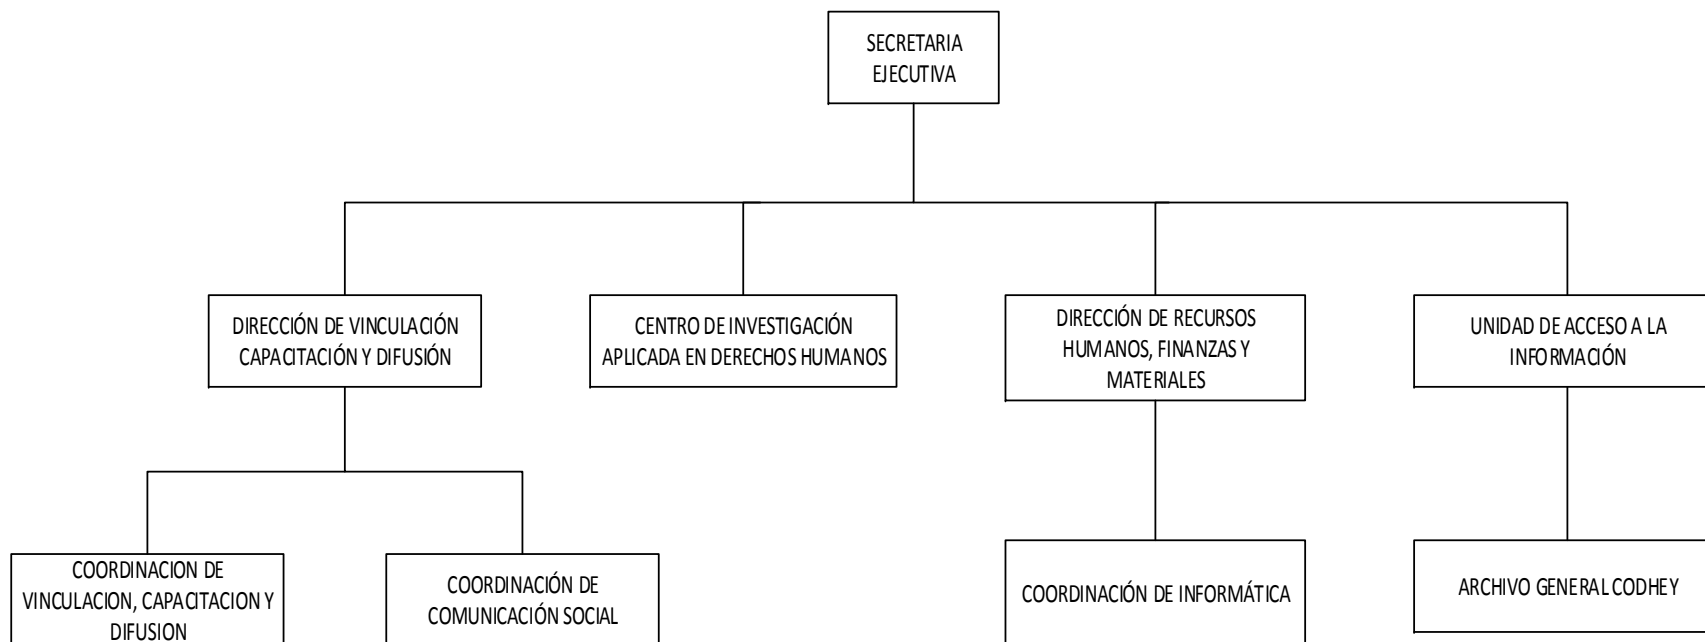 SECRETARIA
EJECUTIVA
DIRECCIÓN DE VINCULACIÓN
CAPACITACIÓN Y DIFUSIÓN
CENTRO DE INVESTIGACIÓN
APLICADA EN DERECHOS HUMANOS
DIRECCIÓN DE RECURSOS
HUMANOS, FINANZAS Y
MATERIALES
UNIDAD DE ACCESO A LA
INFORMACIÓN
COORDINACION DE
VINCULACION, CAPACITACION Y
DIFUSION
COORDINACIÓN DE
COMUNICACIÓN SOCIAL
COORDINACIÓN DE INFORMÁTICA
ARCHIVO GENERAL CODHEY